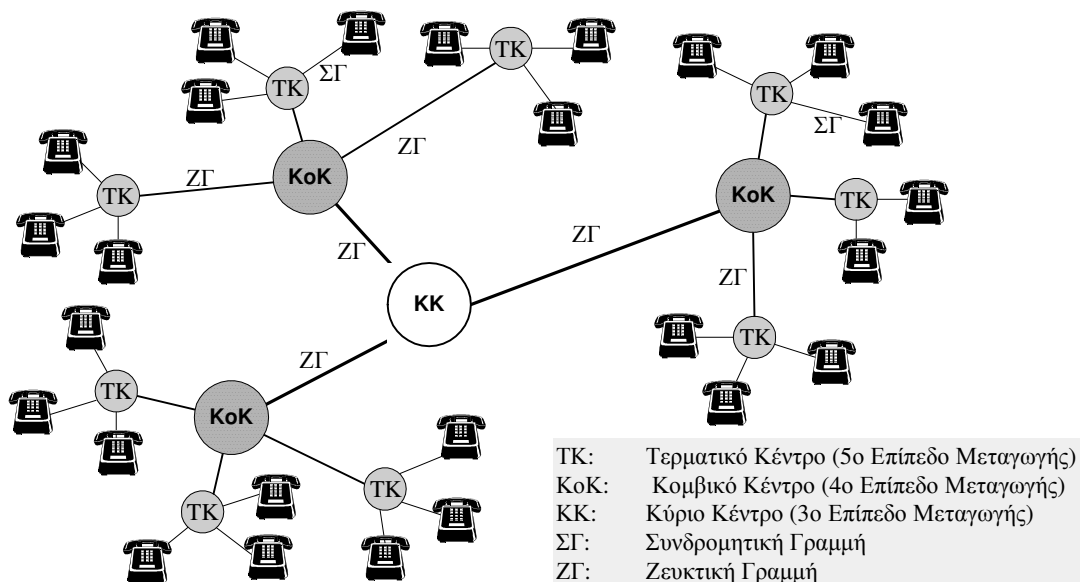 ΤΚ
ΣΓ
ΤΚ
ΤΚ
ΣΓ
ΖΓ
ΚοΚ
ΖΓ
ΤΚ
ΚοΚ
ΤΚ
ΖΓ
ΖΓ
ΖΓ
ΚΚ
ΤΚ
ΖΓ
ΤΚ
ΚοΚ
ΤΚ
ΤΚ
ΤΚ: Τερματικό Κέντρο (5ο Επίπεδο Μεταγωγής)
ΚοΚ: Κομβικό Κέντρο (4ο Επίπεδο Μεταγωγής)
ΚΚ: Κύριο Κέντρο (3ο Επίπεδο Μεταγωγής)
ΣΓ: Συνδρομητική Γραμμή
ΖΓ: Ζευκτική Γραμμή